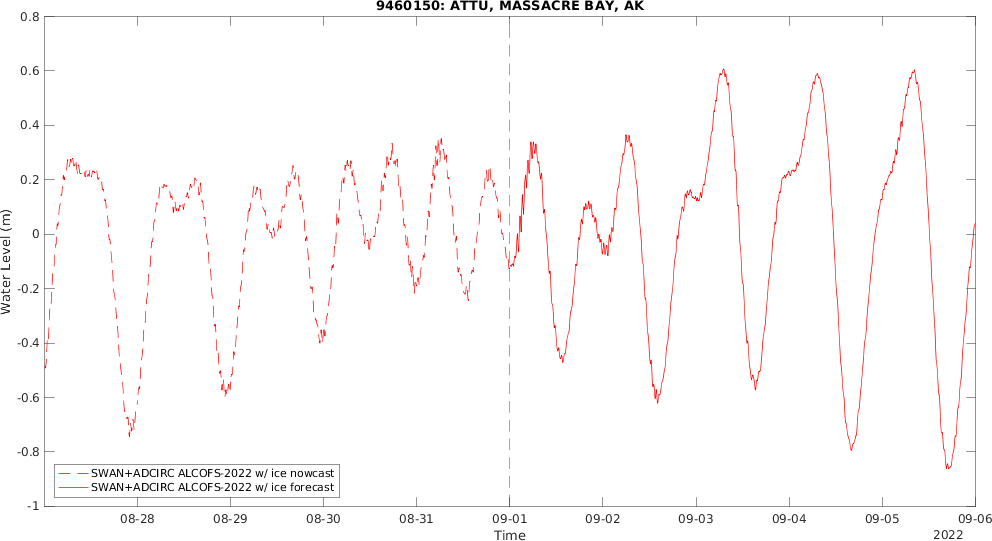 9460150: ATTU, MASSACRE BAY, AK
0.8
0.6
0.4
0.2
0
-0.2
-0.4
-0.6
-0.8
-1
Water Level (m)
SWAN+ADCIRC ALCOFS-2022 w/ ice nowcast
SWAN+ADCIRC ALCOFS-2022 w/ ice forecast
08-28 08-29 08-30 08-31 09-01 09-02 09-03 09-04 09-05 09-06
Time
2022